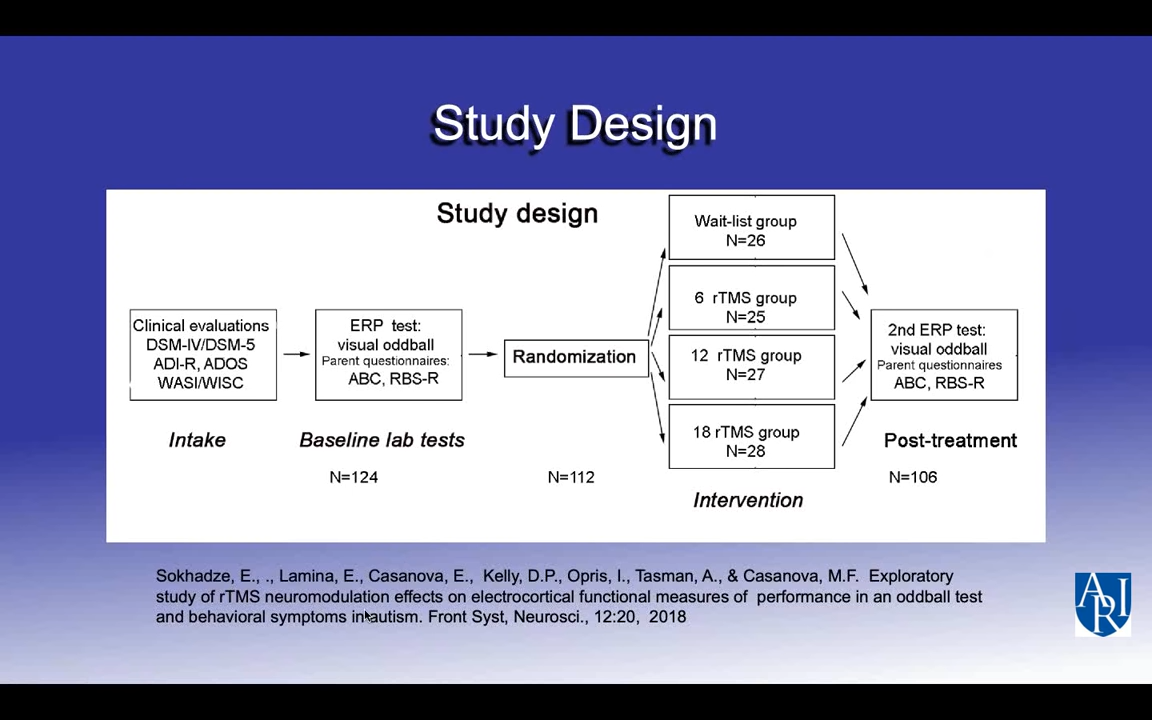 Study Design
Study design
Clinical evaluations
DSM-IV/DSM-5
ADI-R, ADOS
WASI/WISC
Intake
ERP test:
visual oddball
Parent questionnaires:
ABC, RBS-R
Baseline lab tests
N=124
Randomization
N=112
Wait-list group
N=26
6 rTMS group
N=25
12 rTMS group
N=27
18 rTMS group
N=28
Intervention
2nd ERP test:
visual oddball
Parent questionnaires
ABC, RBS-R
Post-treatment
N=106
Sokhadze, E., ., Lamina, E., Casanova, E., Kelly, D.P., Opris, I., Tasman, A., & Casanova, M.F. Exploratory
study of rTMS neuromodulation effects on electrocortical functional measures of performance in an oddball test
and behavioral symptoms in autism. Front Syst, Neurosci., 12:20, 2018
ARI